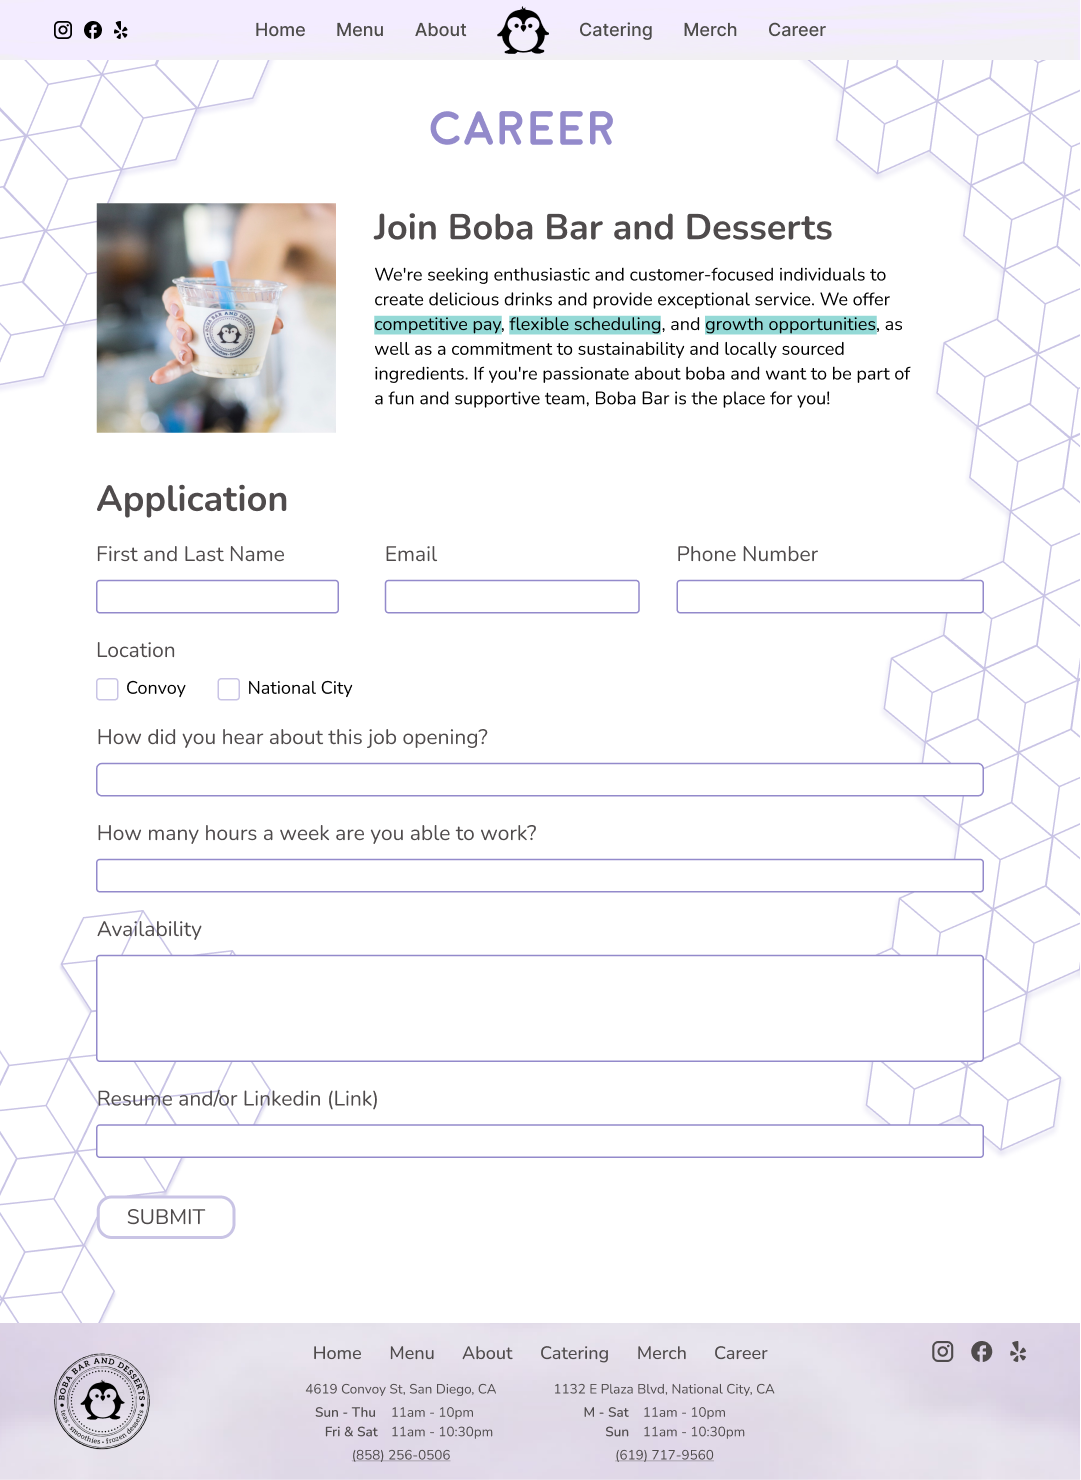 Home Menu About Catering Merch Career
CAREER
BOBA BAR AND DESSERTS
Join Boba Bar and Desserts
We're seeking enthusiastic and customer-focused individuals to
create delicious drinks and provide exceptional service. We offer
competitive pay, flexible scheduling, and growth opportunities, as
well as a commitment to sustainability and locally sourced
ingredients. If you're passionate about boba and want to be part of
a fun and supportive team, Boba Bar is the place for you!
Application
First and Last Name Email Phone Number
Location
Convoy National City
How did you hear about this job opening?
How many hours a week are you able to work?
Availability
Resume and/or Linkedin (Link)
SUBMIT
BOBA BAR AND DESSERTS
teas • smoothies • frozen desserts
Home Menu About Catering Merch Career
4619 Convoy St, San Diego, CA
Sun - Thu 11am - 10pm
Fri & Sat 11am - 10:30pm
(858) 256-0506
1132 E Plaza Blvd, National City, CA
M - Sat 11am - 10pm
Sun 11am - 10:30pm
(619) 717-9560